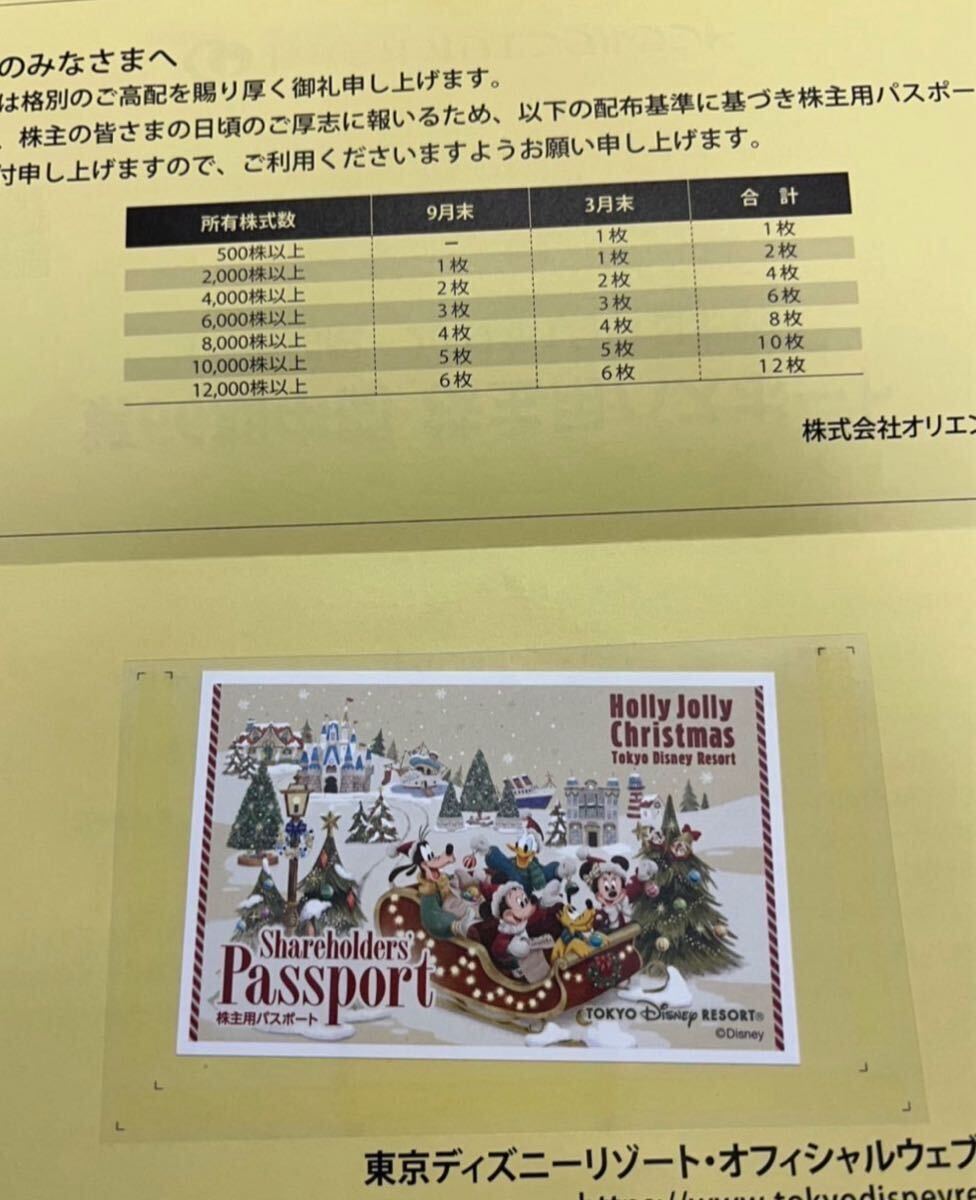 のみなさまへ
は格別のご高配を賜り厚く御礼申し上げます。
、株主の皆さまの日頃のご厚志に報いるため、以下の配布基準に基づき株主用パスポー
付申し上げますので、ご利用くださいますようお願い申し上げます。
所有株式数 9月末 3月末 合 計
500株以上 － 1枚 1枚
2,000株以上 1枚 1枚 2枚
4,000株以上 2枚 2枚 4枚
6,000株以上 3枚 3枚 6枚
8,000株以上 4枚 4枚 8枚
10,000株以上 5枚 5枚 10枚
12,000株以上 6枚 6枚 12枚
株式会社オリエン
Holly Jolly
Christmas
Tokyo Disney Resort
Shareholders'
Passport
株主用パスポート
TOKYO Disney RESORT®
©Disney
東京ディズニーリゾート・オフィシャルウェブ
https://www.tokyodisneyre